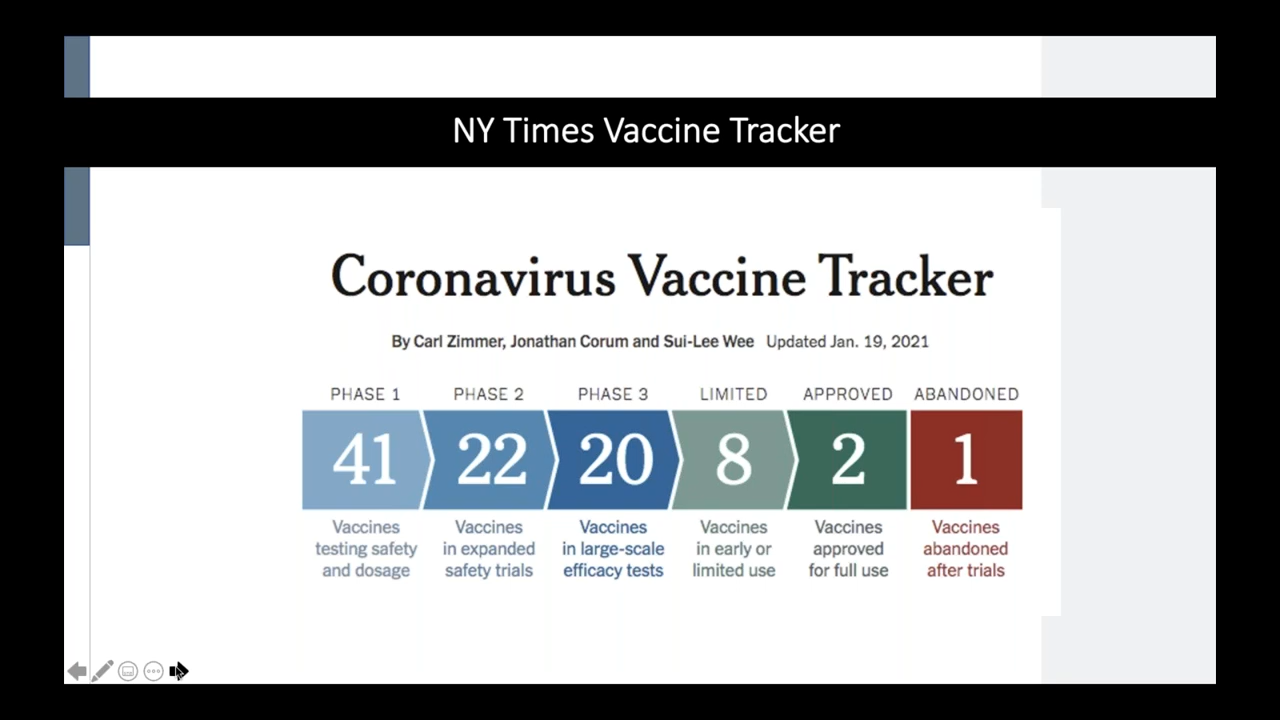 NY Times Vaccine Tracker
Coronavirus Vaccine Tracker
By Carl Zimmer, Jonathan Corum and Sui-Lee Wee Updated Jan. 19, 2021
PHASE 1 PHASE 2 PHASE 3 LIMITED APPROVED ABANDONED
41 22 20 8 2 1
Vaccines Vaccines Vaccines Vaccines Vaccines Vaccines
testing safety in expanded in large-scale in early or approved abandoned
and dosage safety trials efficacy tests limited use for full use after trials